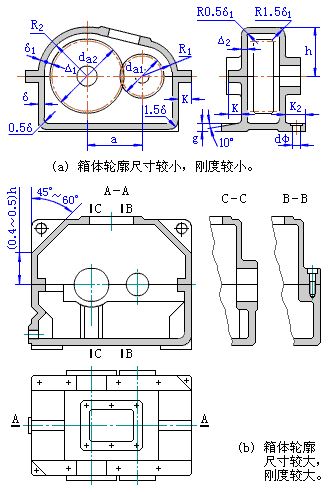 R0.5δ₁ R1.5δ₁
R₂
δ₁
dₐ₂
Δ₁
dₐ₁
R₁
Δ₂
h
δ
K
K
K₂
0.5δ
1.5δ
a
g
10°
dΦ
(a) 箱体轮廓尺寸较小，刚度较小。
45°～60°
A－A
C－C
B－B
C B
(0.4～0.5)h
C B
A A
(b) 箱体轮廓
尺寸较大，
刚度较大。